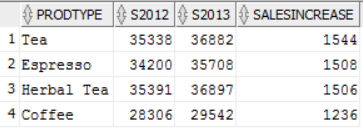 PRODTYPE S2012 S2013 SALESINCREASE
1 Tea 35338 36882 1544
2 Espresso 34200 35708 1508
3 Herbal Tea 35391 36897 1506
4 Coffee 28306 29542 1236